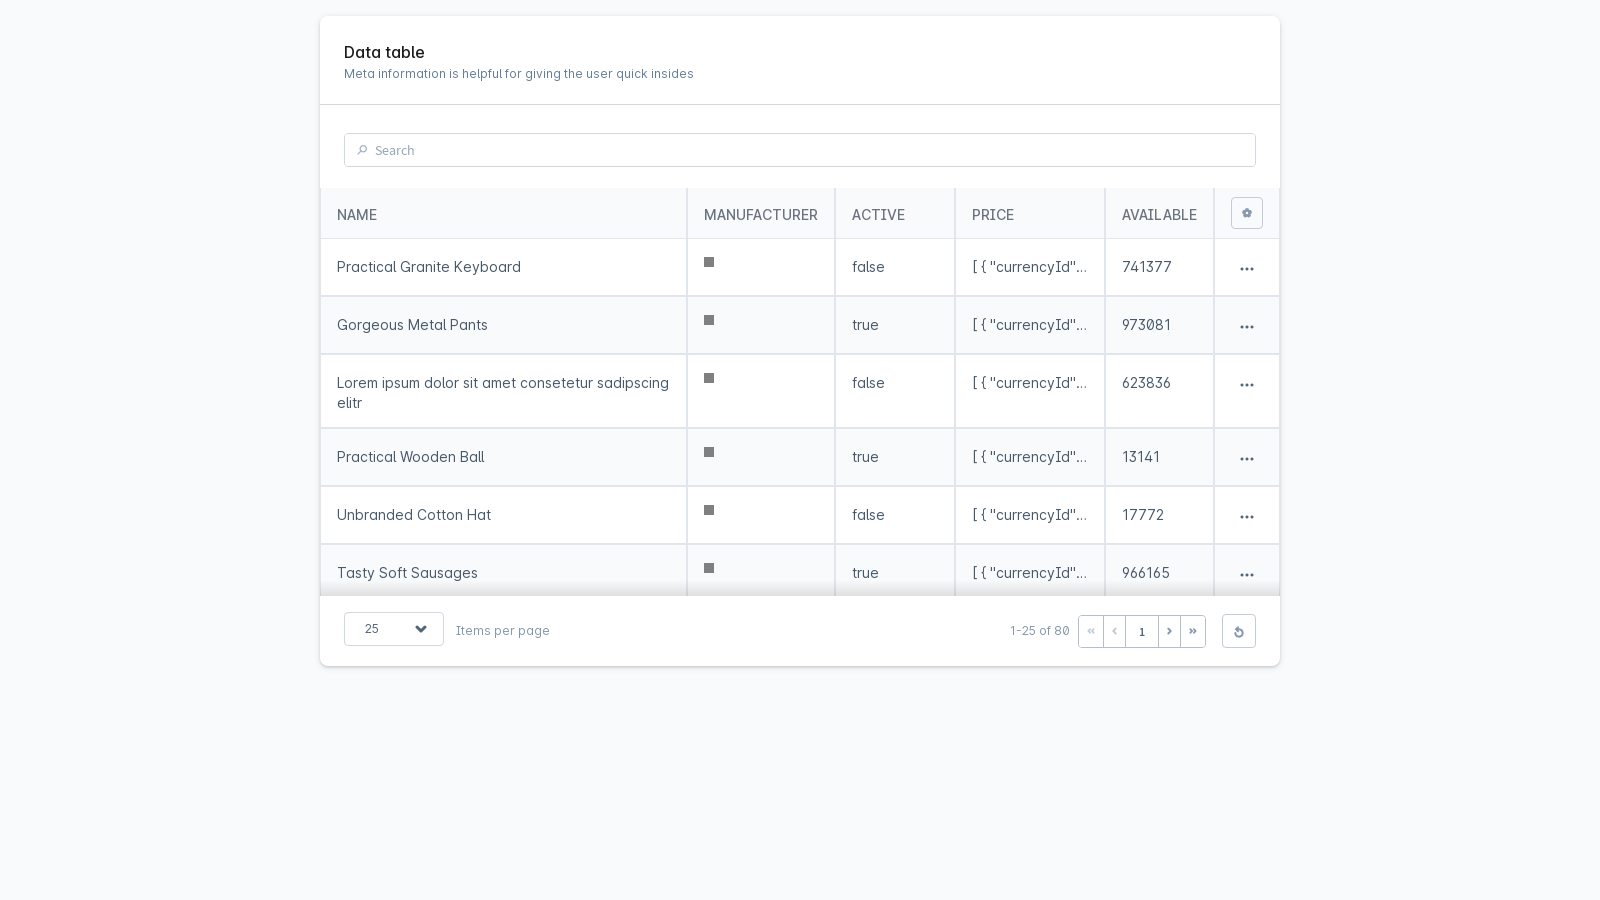 Data table
Meta information is helpful for giving the user quick insides
Search
NAME MANUFACTURER ACTIVE PRICE AVAILABLE
Practical Granite Keyboard false [ { "currencyId"... 741377
Gorgeous Metal Pants true [ { "currencyId"... 973081
Lorem ipsum dolor sit amet consetetur sadipscing false [ { "currencyId"... 623836
elitr
Practical Wooden Ball true [ { "currencyId"... 13141
Unbranded Cotton Hat false [ { "currencyId"... 17772
Tasty Soft Sausages true [ { "currencyId"... 966165
25 Items per page 1-25 of 80 « ‹ 1 › »